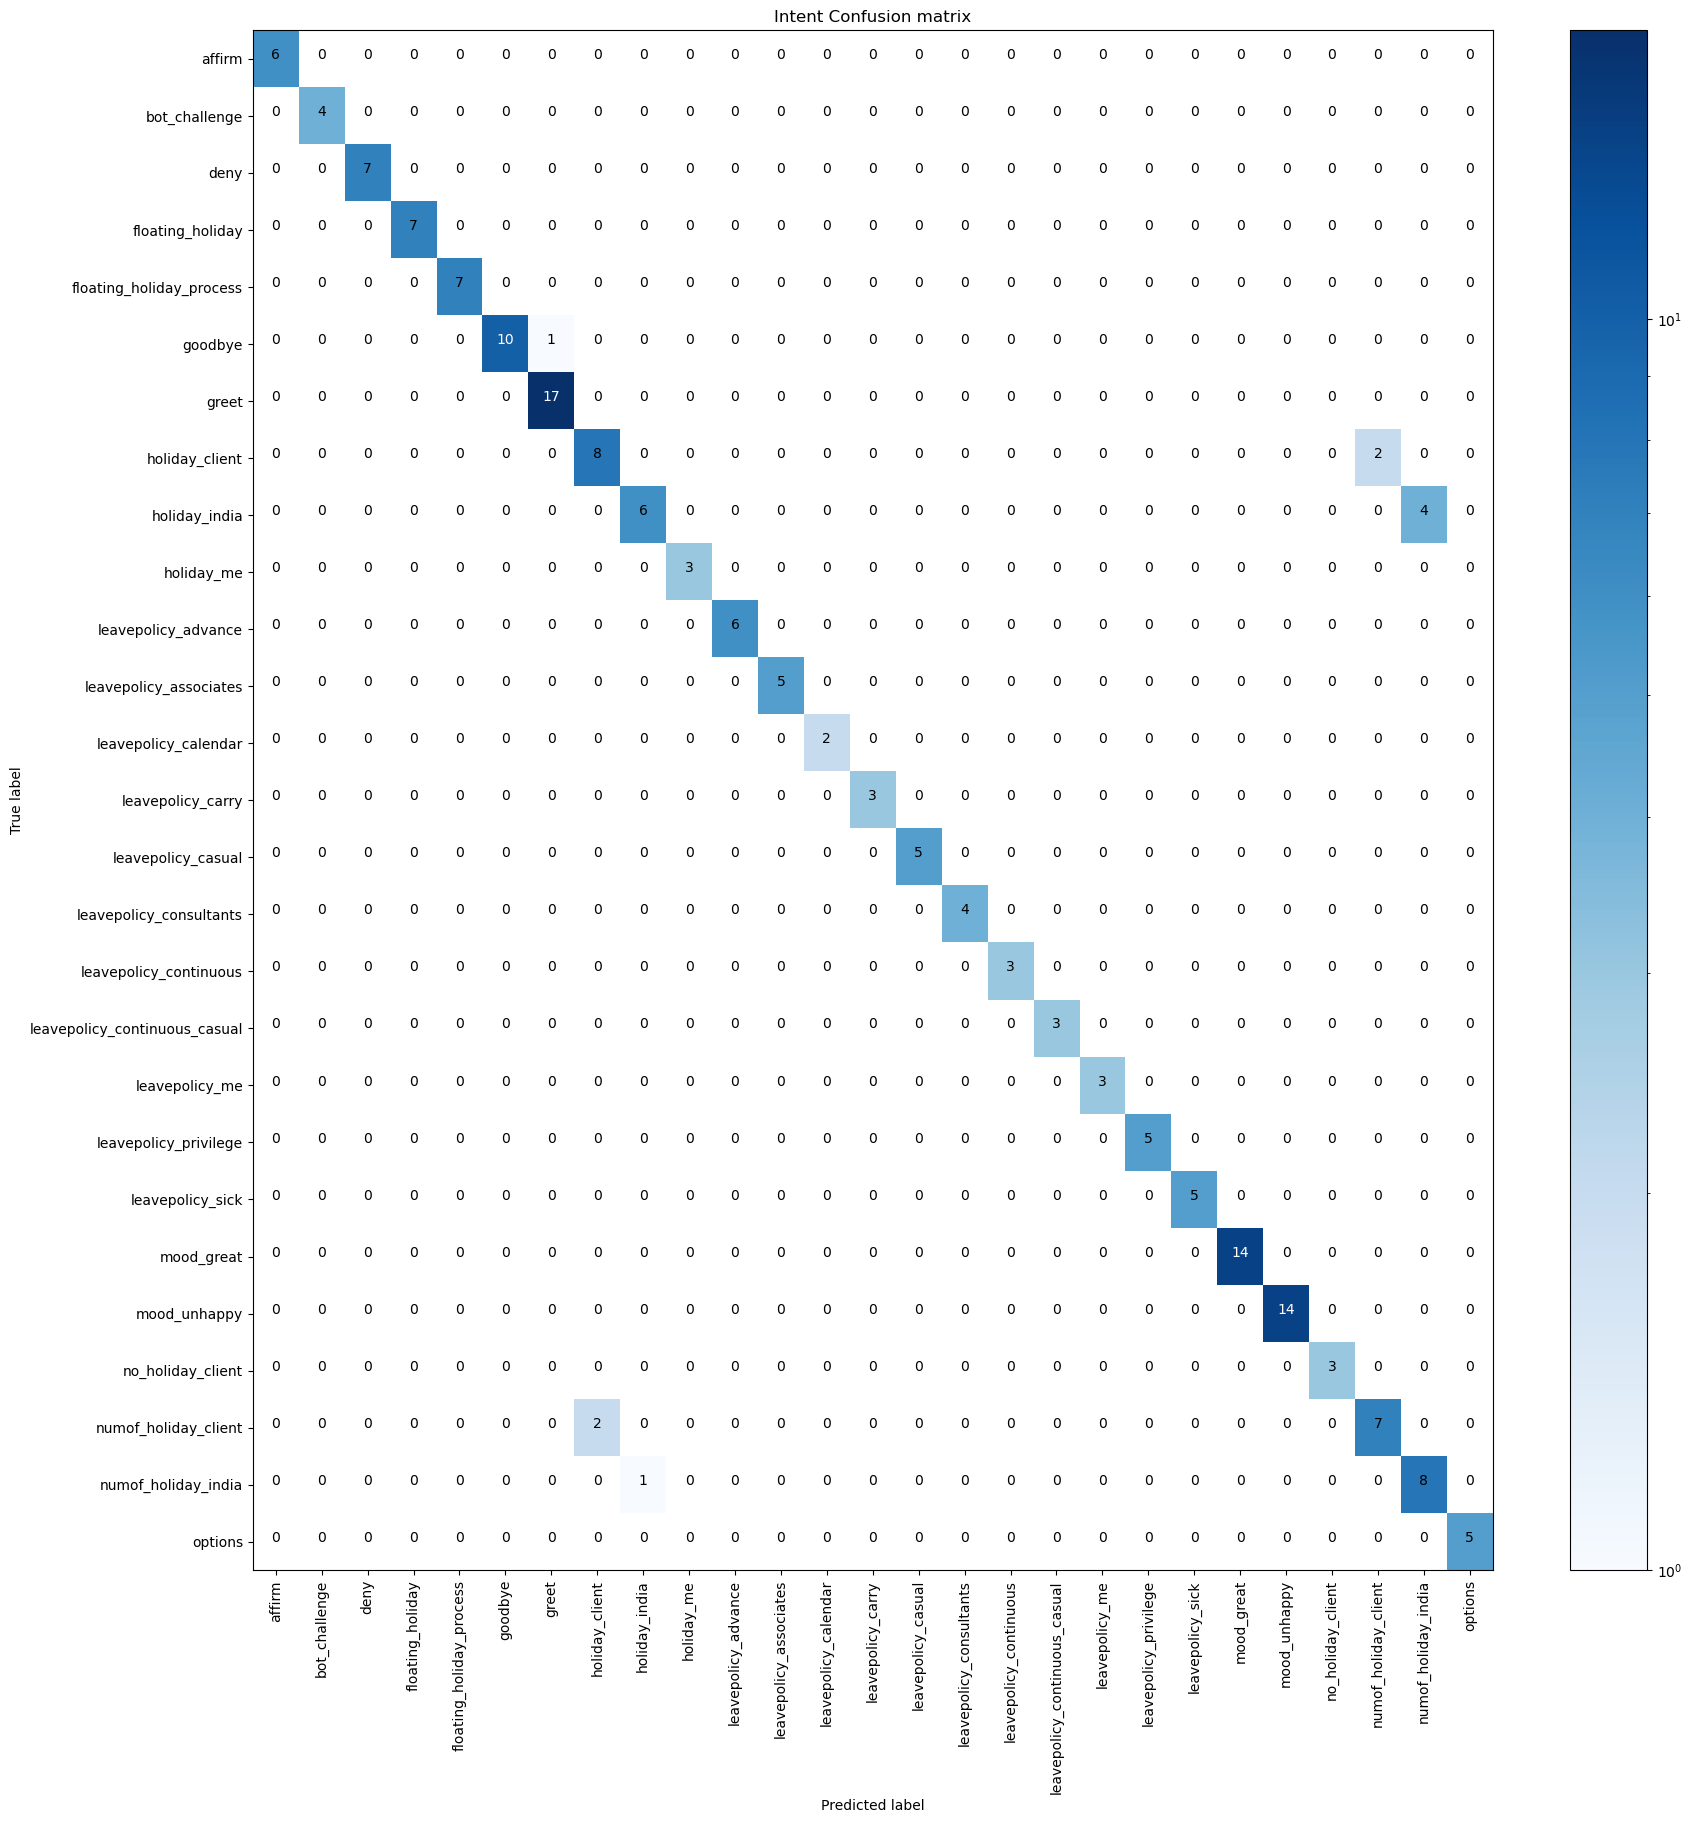 Intent Confusion matrix
affirm 6 0 0 0 0 0 0 0 0 0 0 0 0 0 0 0 0 0 0 0 0 0 0 0 0 0 0
bot_challenge 0 4 0 0 0 0 0 0 0 0 0 0 0 0 0 0 0 0 0 0 0 0 0 0 0 0 0
deny 0 0 7 0 0 0 0 0 0 0 0 0 0 0 0 0 0 0 0 0 0 0 0 0 0 0 0
floating_holiday 0 0 0 7 0 0 0 0 0 0 0 0 0 0 0 0 0 0 0 0 0 0 0 0 0 0 0
floating_holiday_process 0 0 0 0 7 0 0 0 0 0 0 0 0 0 0 0 0 0 0 0 0 0 0 0 0 0 0
goodbye 0 0 0 0 0 10 1 0 0 0 0 0 0 0 0 0 0 0 0 0 0 0 0 0 0 0 0
10^1
greet 0 0 0 0 0 0 17 0 0 0 0 0 0 0 0 0 0 0 0 0 0 0 0 0 0 0 0
holiday_client 0 0 0 0 0 0 0 8 0 0 0 0 0 0 0 0 0 0 0 0 0 0 0 0 2 0 0
holiday_india 0 0 0 0 0 0 0 0 6 0 0 0 0 0 0 0 0 0 0 0 0 0 0 0 0 4 0
holiday_me 0 0 0 0 0 0 0 0 0 3 0 0 0 0 0 0 0 0 0 0 0 0 0 0 0 0 0
leavepolicy_advance 0 0 0 0 0 0 0 0 0 0 6 0 0 0 0 0 0 0 0 0 0 0 0 0 0 0 0
leavepolicy_associates 0 0 0 0 0 0 0 0 0 0 0 5 0 0 0 0 0 0 0 0 0 0 0 0 0 0 0
leavepolicy_calendar 0 0 0 0 0 0 0 0 0 0 0 0 2 0 0 0 0 0 0 0 0 0 0 0 0 0 0
True label
leavepolicy_carry 0 0 0 0 0 0 0 0 0 0 0 0 0 3 0 0 0 0 0 0 0 0 0 0 0 0 0
leavepolicy_casual 0 0 0 0 0 0 0 0 0 0 0 0 0 0 5 0 0 0 0 0 0 0 0 0 0 0 0
leavepolicy_consultants 0 0 0 0 0 0 0 0 0 0 0 0 0 0 0 4 0 0 0 0 0 0 0 0 0 0 0
leavepolicy_continuous 0 0 0 0 0 0 0 0 0 0 0 0 0 0 0 0 3 0 0 0 0 0 0 0 0 0 0
leavepolicy_continuous_casual 0 0 0 0 0 0 0 0 0 0 0 0 0 0 0 0 0 3 0 0 0 0 0 0 0 0 0
leavepolicy_me 0 0 0 0 0 0 0 0 0 0 0 0 0 0 0 0 0 0 3 0 0 0 0 0 0 0 0
leavepolicy_privilege 0 0 0 0 0 0 0 0 0 0 0 0 0 0 0 0 0 0 0 5 0 0 0 0 0 0 0
leavepolicy_sick 0 0 0 0 0 0 0 0 0 0 0 0 0 0 0 0 0 0 0 0 5 0 0 0 0 0 0
mood_great 0 0 0 0 0 0 0 0 0 0 0 0 0 0 0 0 0 0 0 0 0 14 0 0 0 0 0
mood_unhappy 0 0 0 0 0 0 0 0 0 0 0 0 0 0 0 0 0 0 0 0 0 0 14 0 0 0 0
no_holiday_client 0 0 0 0 0 0 0 0 0 0 0 0 0 0 0 0 0 0 0 0 0 0 0 3 0 0 0
numof_holiday_client 0 0 0 0 0 0 0 2 0 0 0 0 0 0 0 0 0 0 0 0 0 0 0 0 7 0 0
numof_holiday_india 0 0 0 0 0 0 0 0 1 0 0 0 0 0 0 0 0 0 0 0 0 0 0 0 0 8 0
options 0 0 0 0 0 0 0 0 0 0 0 0 0 0 0 0 0 0 0 0 0 0 0 0 0 0 5
10^0
affirm
bot_challenge
deny
floating_holiday
floating_holiday_process
goodbye
greet
holiday_client
holiday_india
holiday_me
leavepolicy_advance
leavepolicy_associates
leavepolicy_calendar
leavepolicy_carry
leavepolicy_casual
leavepolicy_consultants
leavepolicy_continuous
leavepolicy_continuous_casual
leavepolicy_me
leavepolicy_privilege
leavepolicy_sick
mood_great
mood_unhappy
no_holiday_client
numof_holiday_client
numof_holiday_india
options
Predicted label